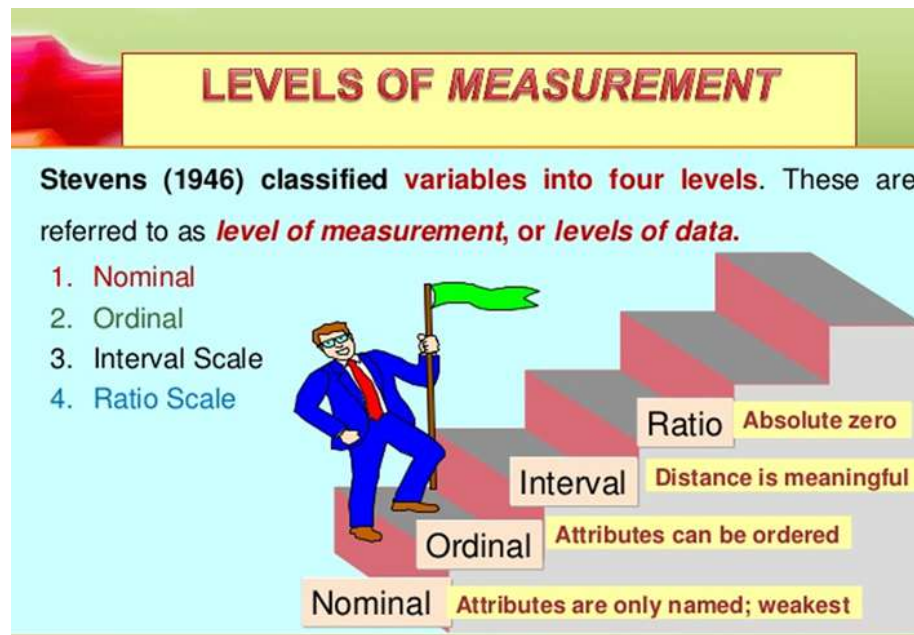 LEVELS OF MEASUREMENT
Stevens (1946) classified variables into four levels. These are
referred to as level of measurement, or levels of data.
1. Nominal
2. Ordinal
3. Interval Scale
4. Ratio Scale
Ratio Absolute zero
Interval Distance is meaningful
Ordinal Attributes can be ordered
Nominal Attributes are only named; weakest